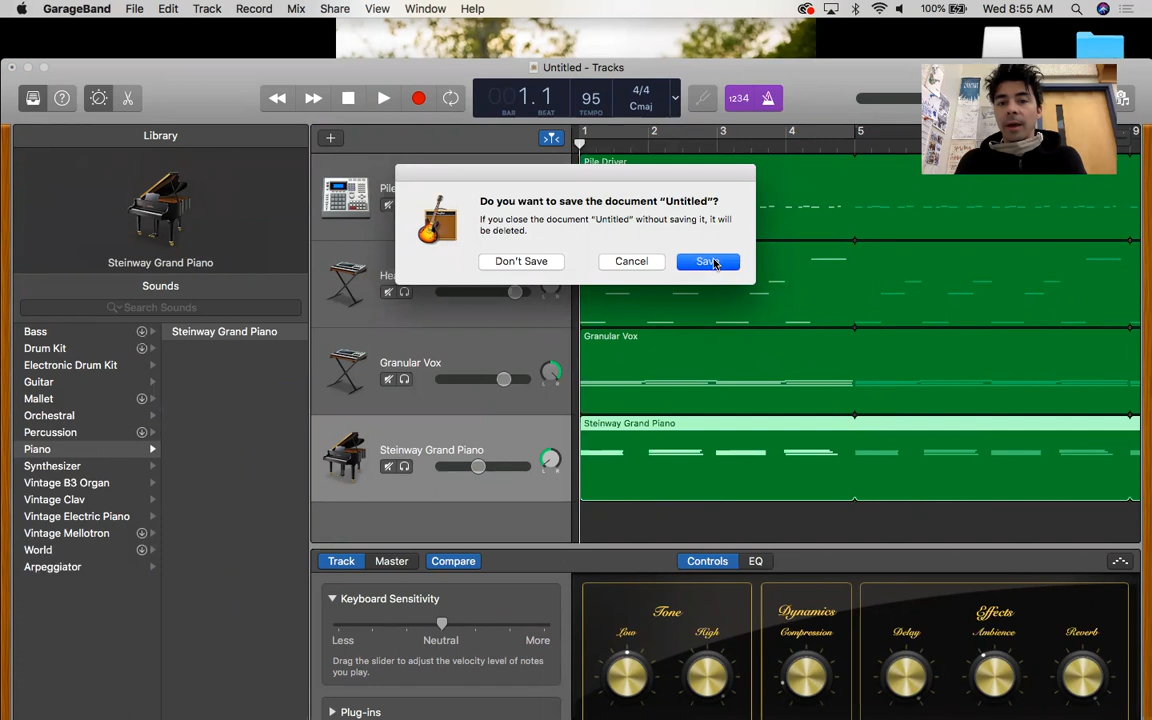 GarageBand File Edit Track Record Mix Share View Window Help
100% Wed 8:55 AM
Untitled - Tracks
1.1
BAR BEAT
95
TEMPO
4/4
Cmaj
1234
Library
1 2 3 4 5 9
Pile Driver
Steinway Grand Piano
Sounds
Search Sounds
Bass
Drum Kit
Electronic Drum Kit
Guitar
Mallet
Orchestral
Percussion
Piano
Synthesizer
Vintage B3 Organ
Vintage Clav
Vintage Electric Piano
Vintage Mellotron
World
Arpeggiator
Steinway Grand Piano
Do you want to save the document “Untitled”?
If you close the document “Untitled” without saving it, it will
be deleted.
Don't Save Cancel Save
Granular Vox
Granular Vox
L R
Steinway Grand Piano
Steinway Grand Piano
L R
Track Master Compare
Controls EQ
Keyboard Sensitivity
Less Neutral More
Drag the slider to adjust the velocity level of notes
you play.
Plug-ins
Tone
Low High
Dynamics
Compression
Effects
Delay Ambience Reverb